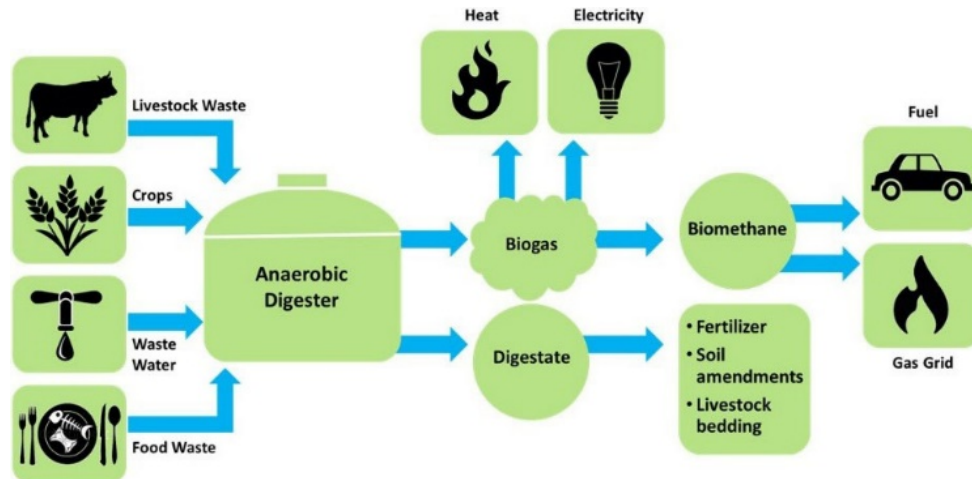 Heat
Electricity
Livestock Waste
Fuel
Crops
Anaerobic
Digester
Biogas
Biomethane
Waste
Water
Digestate
• Fertilizer
• Soil
amendments
• Livestock
bedding
Gas Grid
Food Waste